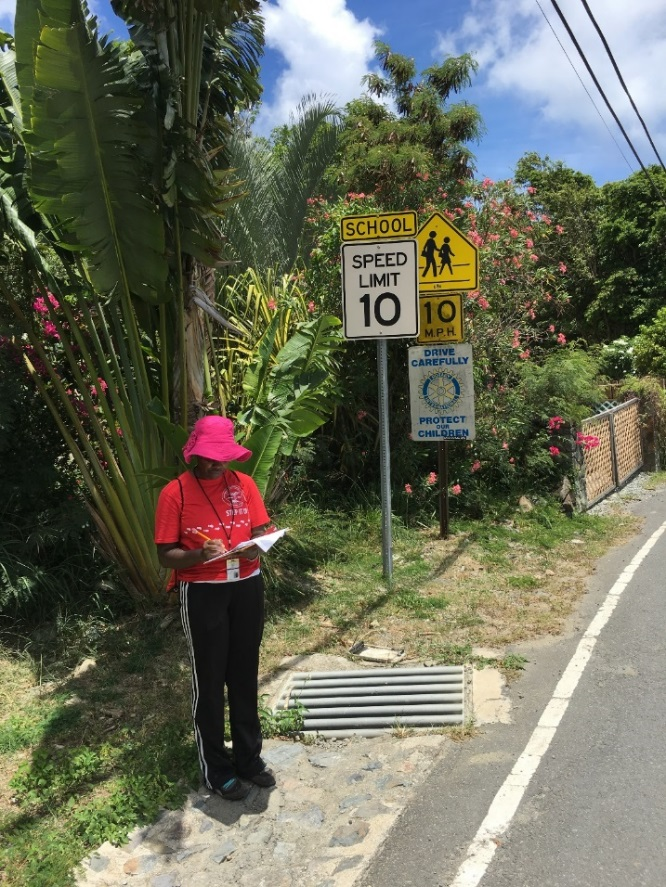 SCHOOL
SPEED
LIMIT
10
10
M.P.H.
DRIVE
CAREFULLY
PROTECT
OUR
CHILDREN